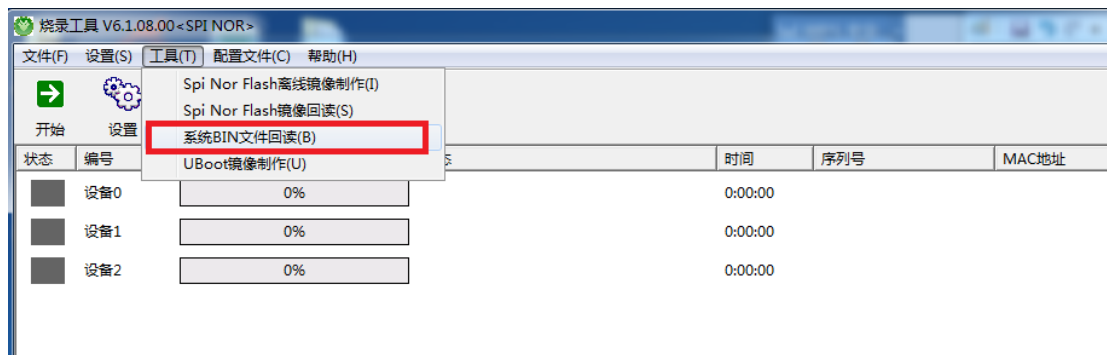 烧录工具 V6.1.08.00<SPI NOR>
文件(F) 设置(S) 工具(T) 配置文件(C) 帮助(H)
Spi Nor Flash离线镜像制作(I)
Spi Nor Flash镜像回读(S)
开始 设置 系统BIN文件回读(B)
UBoot镜像制作(U)
状态 编号 时间 序列号 MAC地址
设备0 0% 0:00:00
设备1 0% 0:00:00
设备2 0% 0:00:00